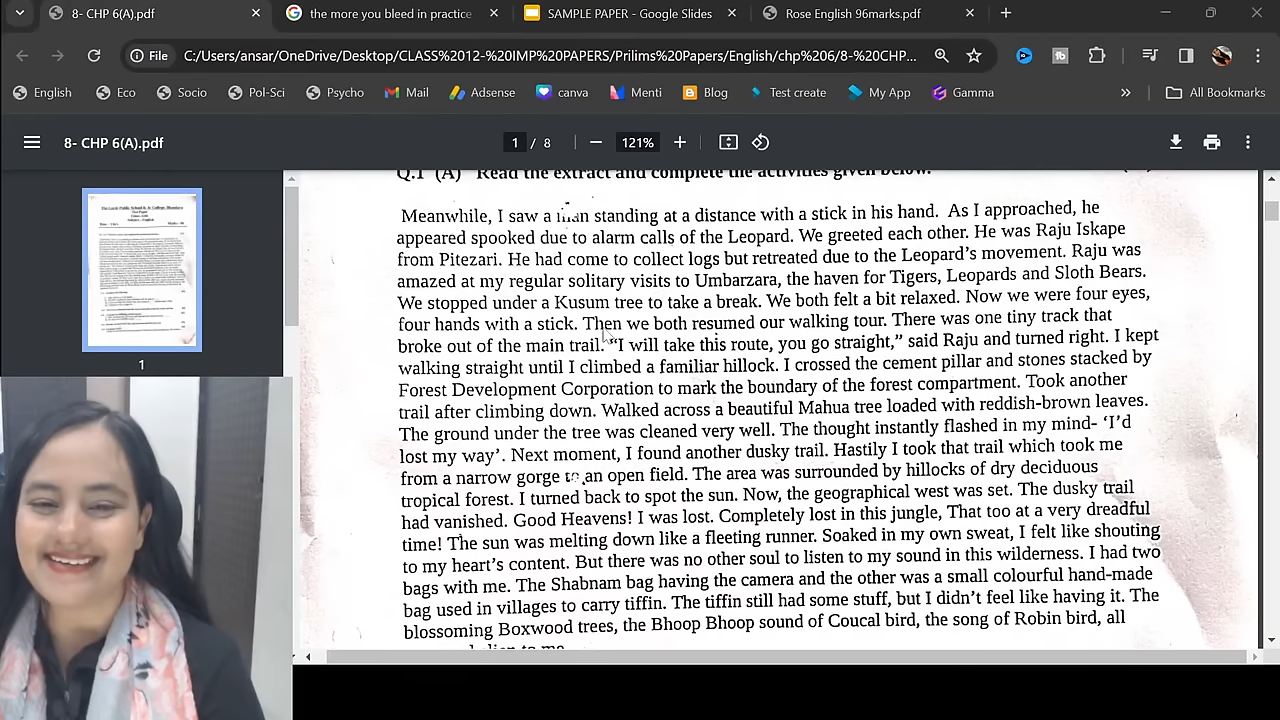 8- CHP 6(A).pdf
the more you bleed in practice
SAMPLE PAPER - Google Slides
Rose English 96marks.pdf
File
C:/Users/ansar/OneDrive/Desktop/CLASS%2012-%20IMP%20PAPERS/Prilims%20Papers/English/chp%206/8-%20CHP...
English Eco Socio Pol-Sci Psycho Mail Adsense canva Menti Blog Test create My App Gamma » All Bookmarks
8- CHP 6(A).pdf
1 / 8
121%
1
Q.1 (A) Read the extract and complete the activities given below.
Meanwhile, I saw a man standing at a distance with a stick in his hand. As I approached, he
appeared spooked due to alarm calls of the Leopard. We greeted each other. He was Raju Iskape
from Pitezari. He had come to collect logs but retreated due to the Leopard's movement. Raju was
amazed at my regular solitary visits to Umbarzara, the haven for Tigers, Leopards and Sloth Bears.
We stopped under a Kusum tree to take a break. We both felt a bit relaxed. Now we were four eyes,
four hands with a stick. Then we both resumed our walking tour. There was one tiny track that
broke out of the main trail. "I will take this route, you go straight," said Raju and turned right. I kept
walking straight until I climbed a familiar hillock. I crossed the cement pillar and stones stacked by
Forest Development Corporation to mark the boundary of the forest compartment. Took another
trail after climbing down. Walked across a beautiful Mahua tree loaded with reddish-brown leaves.
The ground under the tree was cleaned very well. The thought instantly flashed in my mind- 'I'd
lost my way'. Next moment, I found another dusky trail. Hastily I took that trail which took me
from a narrow gorge to an open field. The area was surrounded by hillocks of dry deciduous
tropical forest. I turned back to spot the sun. Now, the geographical west was set. The dusky trail
had vanished. Good Heavens! I was lost. Completely lost in this jungle, That too at a very dreadful
time! The sun was melting down like a fleeting runner. Soaked in my own sweat, I felt like shouting
to my heart's content. But there was no other soul to listen to my sound in this wilderness. I had two
bags with me. The Shabnam bag having the camera and the other was a small colourful hand-made
bag used in villages to carry tiffin. The tiffin still had some stuff, but I didn't feel like having it. The
blossoming Boxwood trees, the Bhoop Bhoop sound of Coucal bird, the song of Robin bird, all
to me